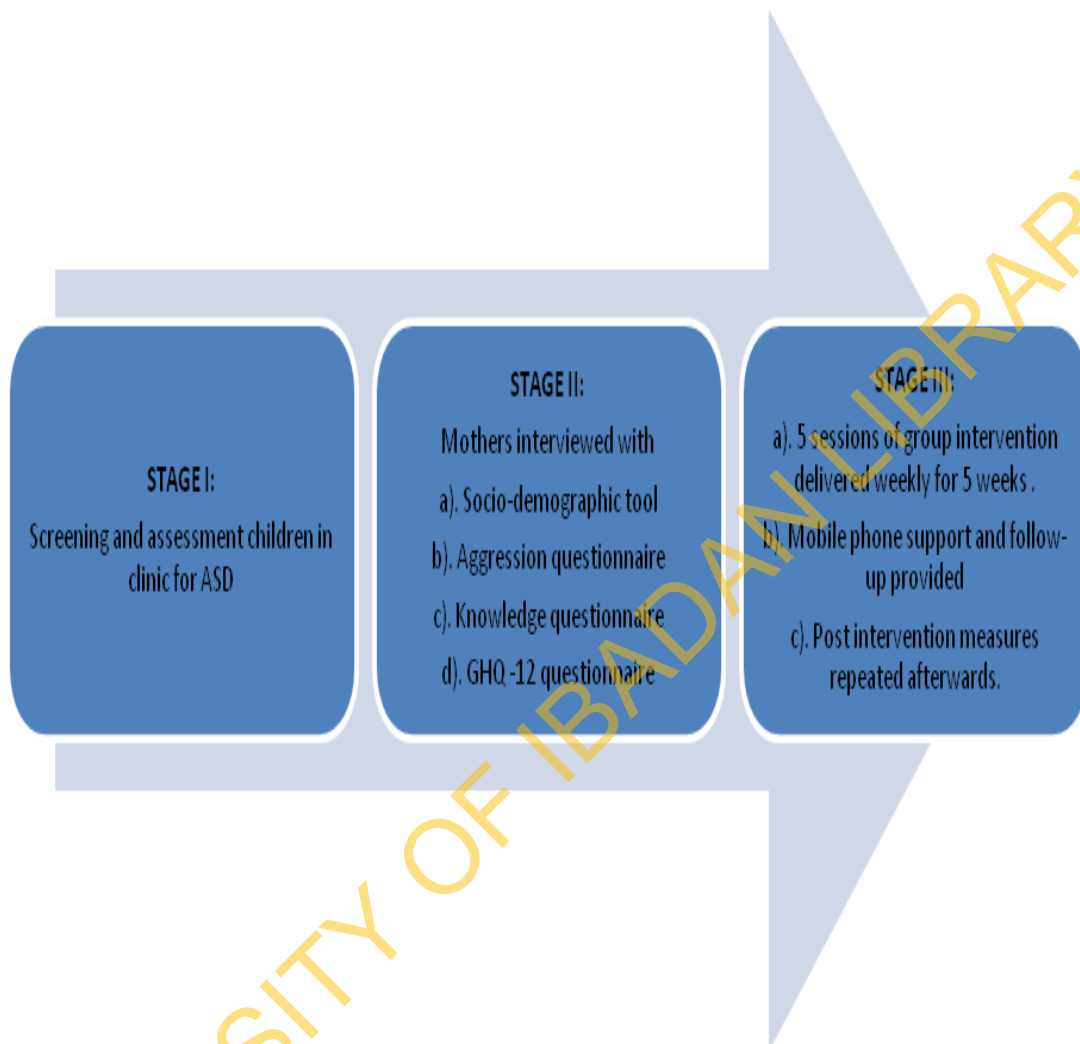 STAGE I:
Screening and assessment children in
clinic for ASD
STAGE II:
Mothers interviewed with
a). Socio-demographic tool
b). Aggression questionnaire
c). Knowledge questionnaire
d). GHQ -12 questionnaire
STAGE III:
a). 5 sessions of group intervention
delivered weekly for 5 weeks .
b). Mobile phone support and follow-
up provided
c). Post intervention measures
repeated afterwards.
SITY OF IBADAN LIBRARY